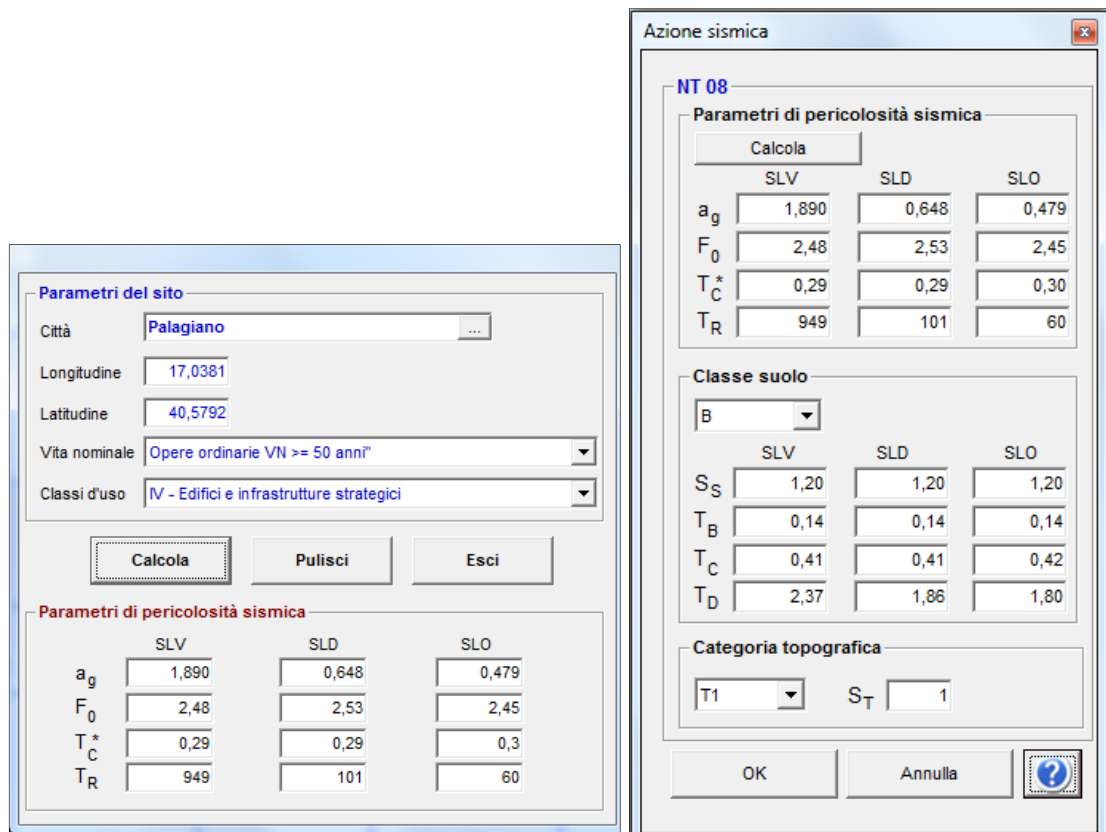 Parametri del sito
Città Palagiano ...
Longitudine 17,0381
Latitudine 40,5792
Vita nominale Opere ordinarie VN >= 50 anni"
Classi d'uso IV - Edifici e infrastrutture strategici
Calcola Pulisci Esci
Parametri di pericolosità sismica
SLV SLD SLO
ag 1,890 0,648 0,479
F0 2,48 2,53 2,45
TC* 0,29 0,29 0,3
TR 949 101 60
Azione sismica
NT 08
Parametri di pericolosità sismica
Calcola
SLV SLD SLO
ag 1,890 0,648 0,479
F0 2,48 2,53 2,45
TC* 0,29 0,29 0,30
TR 949 101 60
Classe suolo
B
SLV SLD SLO
SS 1,20 1,20 1,20
TB 0,14 0,14 0,14
TC 0,41 0,41 0,42
TD 2,37 1,86 1,80
Categoria topografica
T1 ST 1
OK Annulla ?